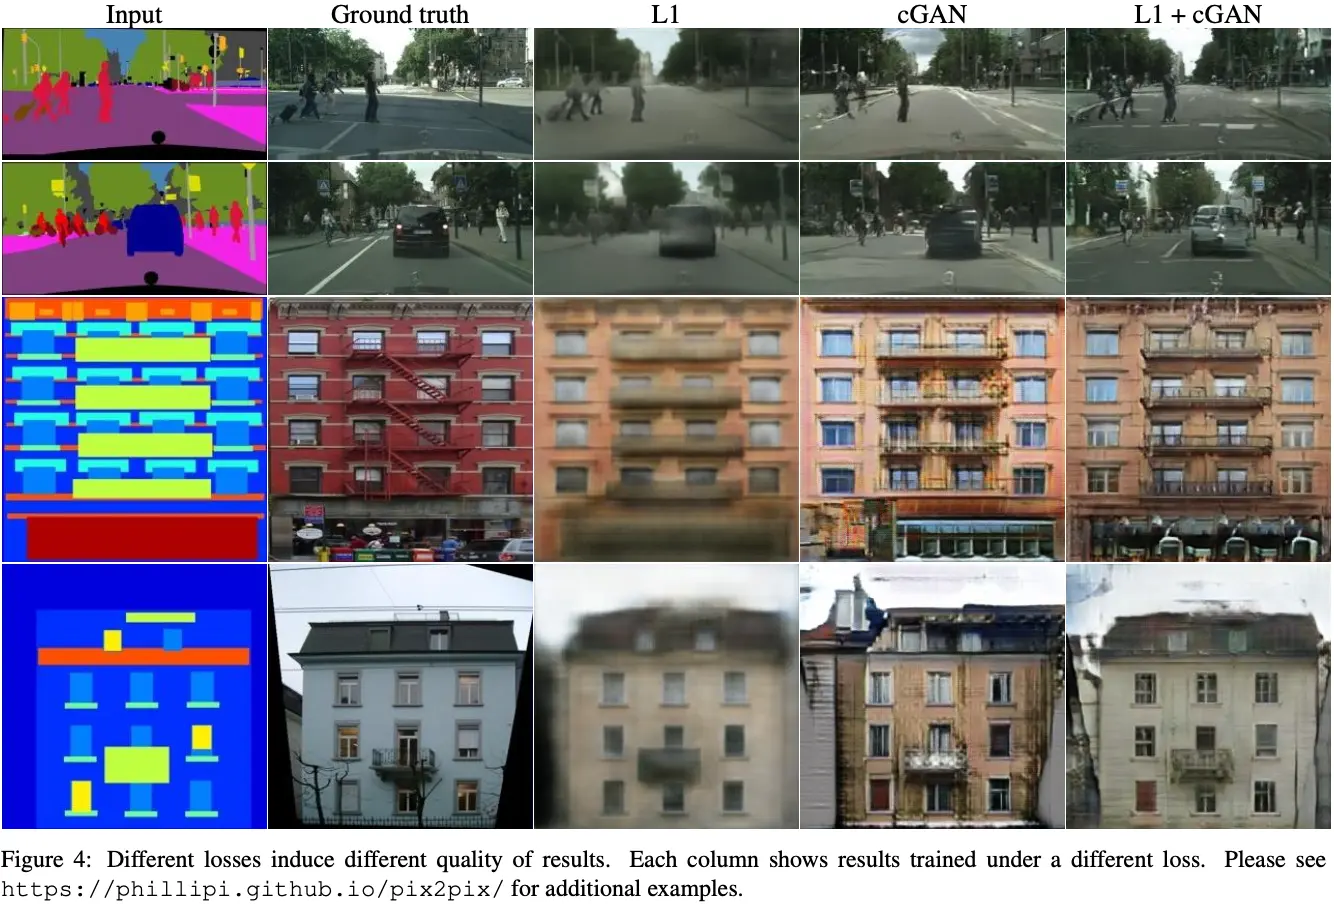 Input Ground truth L1 cGAN L1 + cGAN
Figure 4: Different losses induce different quality of results. Each column shows results trained under a different loss. Please see
https://phillipi.github.io/pix2pix/ for additional examples.